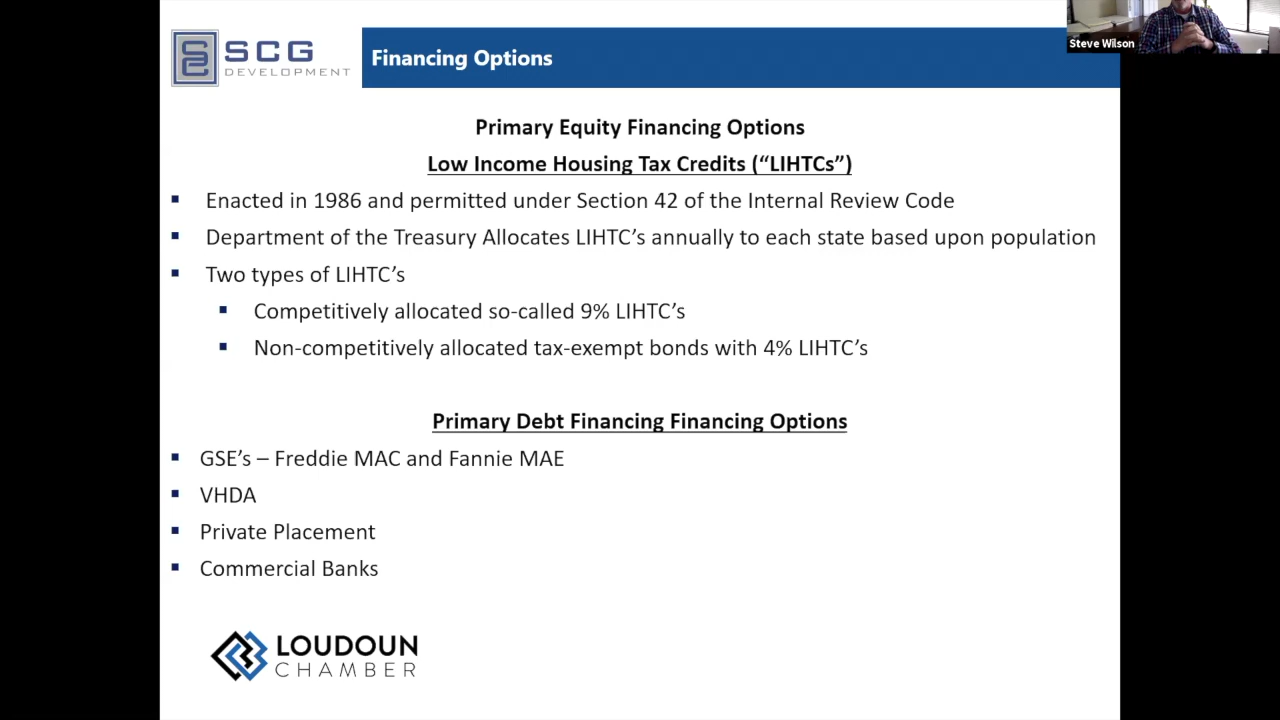 SCG
DEVELOPMENT
Financing Options
Steve Wilson
Primary Equity Financing Options
Low Income Housing Tax Credits (“LIHTCs”)
▪ Enacted in 1986 and permitted under Section 42 of the Internal Review Code
▪ Department of the Treasury Allocates LIHTC’s annually to each state based upon population
▪ Two types of LIHTC’s
▪ Competitively allocated so-called 9% LIHTC’s
▪ Non-competitively allocated tax-exempt bonds with 4% LIHTC’s
Primary Debt Financing Financing Options
▪ GSE’s – Freddie MAC and Fannie MAE
▪ VHDA
▪ Private Placement
▪ Commercial Banks
LOUDOUN
CHAMBER